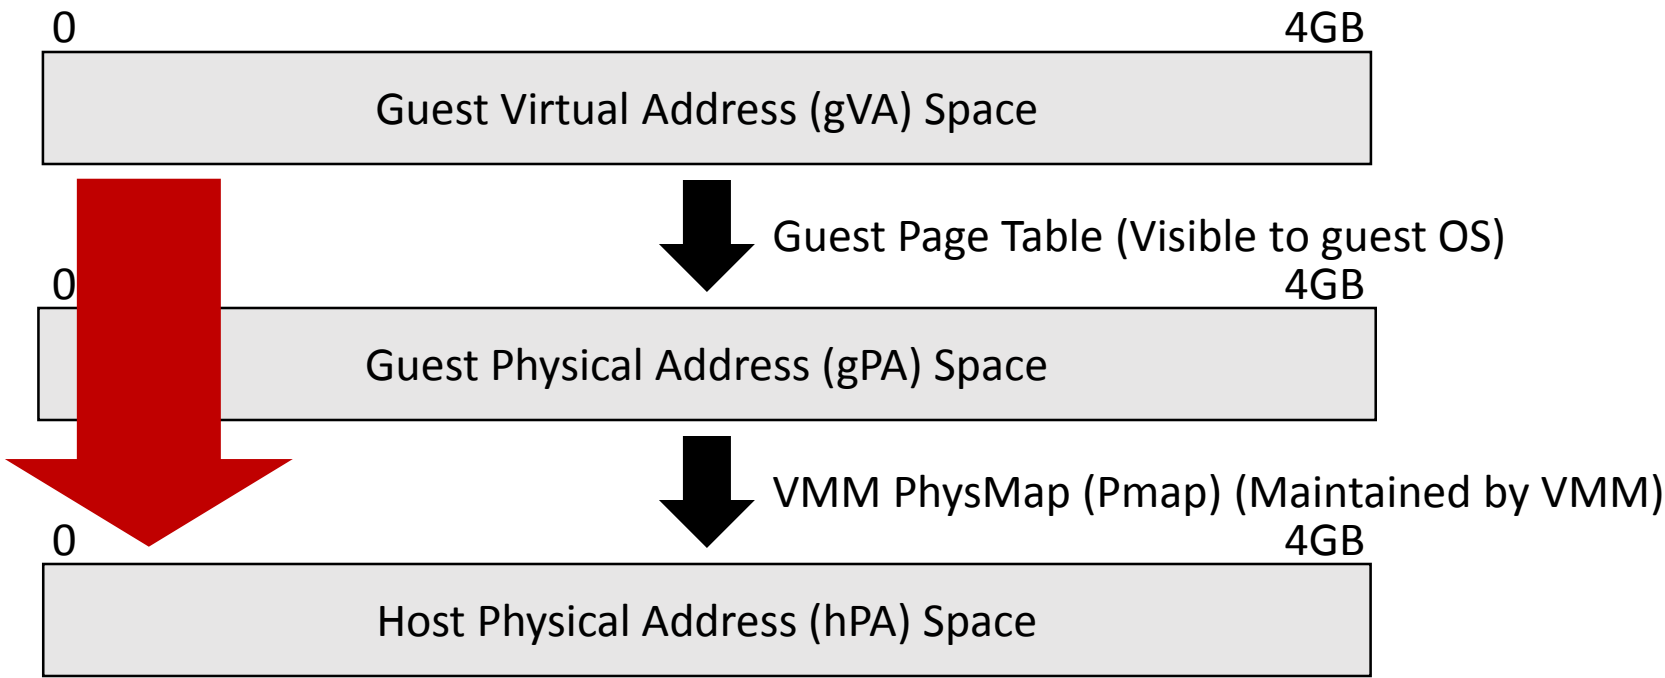 0 4GB
Guest Virtual Address (gVA) Space
Guest Page Table (Visible to guest OS)
0 4GB
Guest Physical Address (gPA) Space
VMM PhysMap (Pmap) (Maintained by VMM)
0 4GB
Host Physical Address (hPA) Space